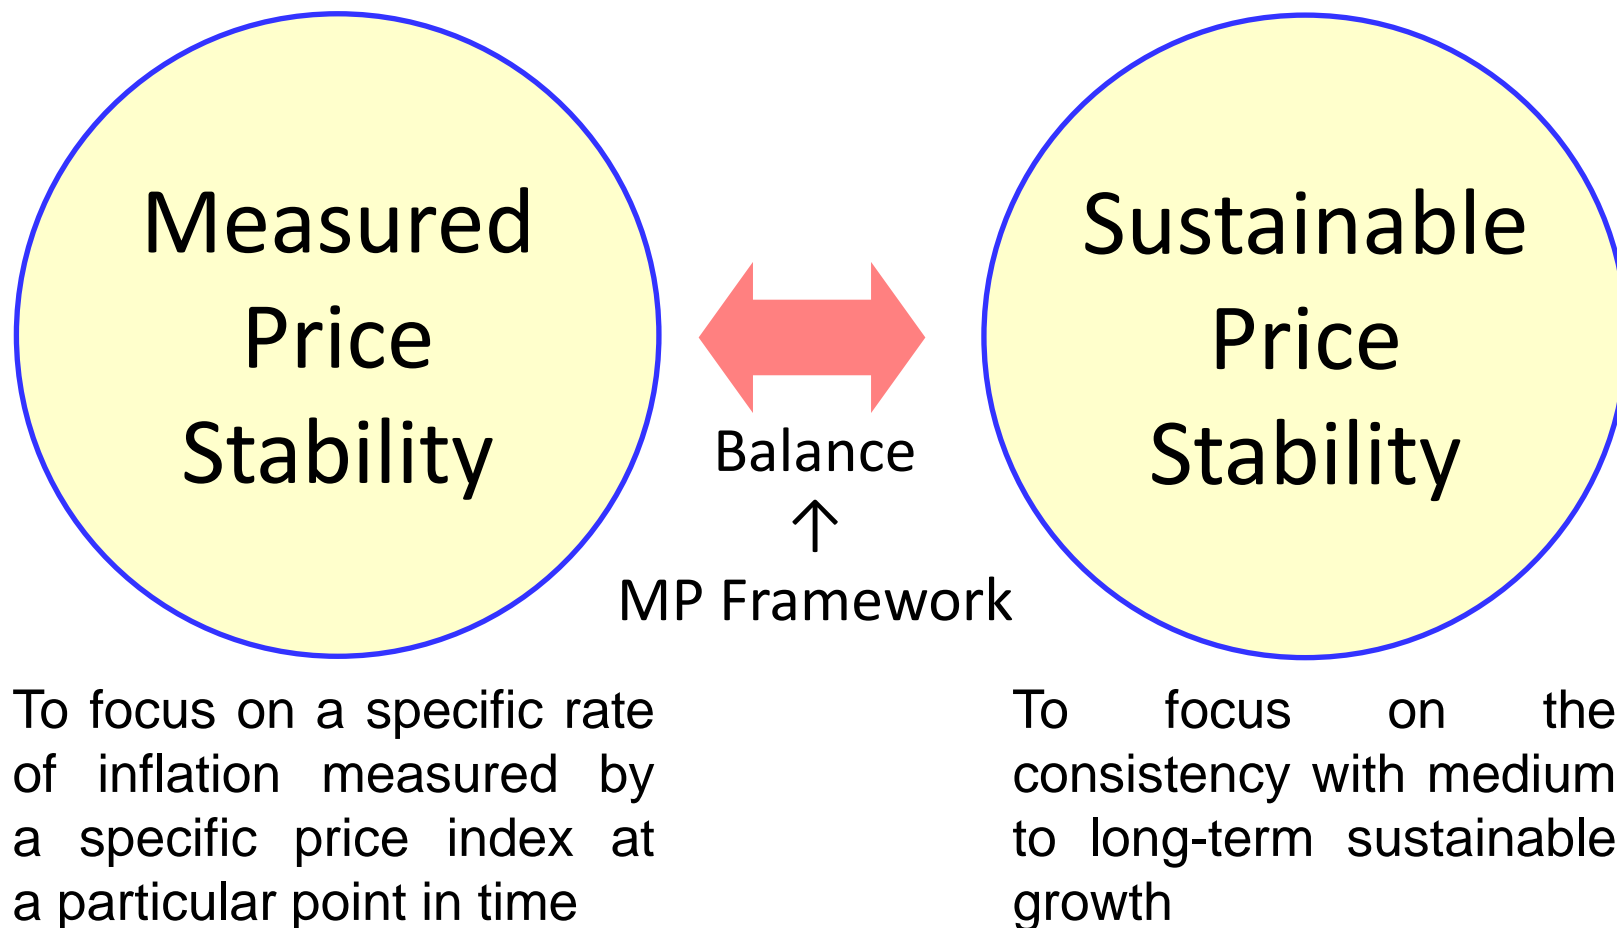 Measured
Price
Stability
Balance
↑
MP Framework
Sustainable
Price
Stability
To focus on a specific rate
of inflation measured by
a specific price index at
a particular point in time
To focus on the
consistency with medium
to long-term sustainable
growth